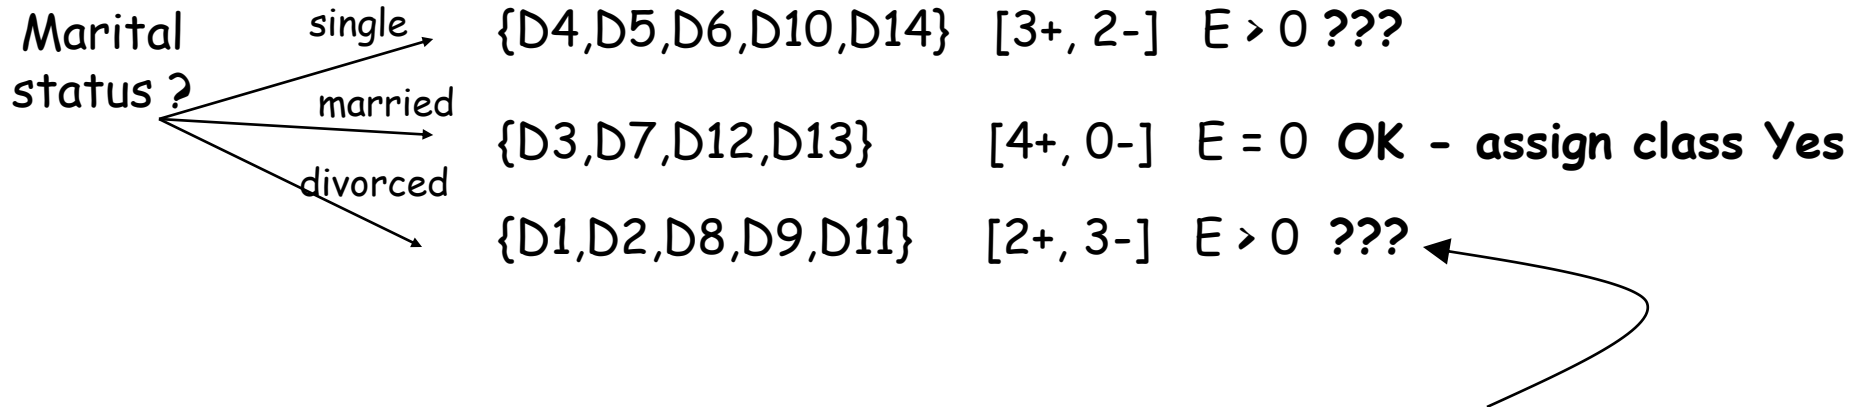 Marital status ?
single {D4,D5,D6,D10,D14} [3+, 2-] E > 0 ???
married {D3,D7,D12,D13} [4+, 0-] E = 0 OK - assign class Yes
divorced {D1,D2,D8,D9,D11} [2+, 3-] E > 0 ???